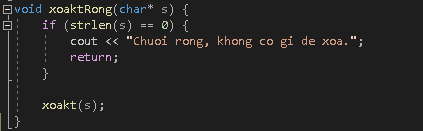 void xoaktRong(char* s) {
if (strlen(s) == 0) {
cout << "Chuoi rong, khong co gi de xoa.";
return;
}
xoakt(s);
}